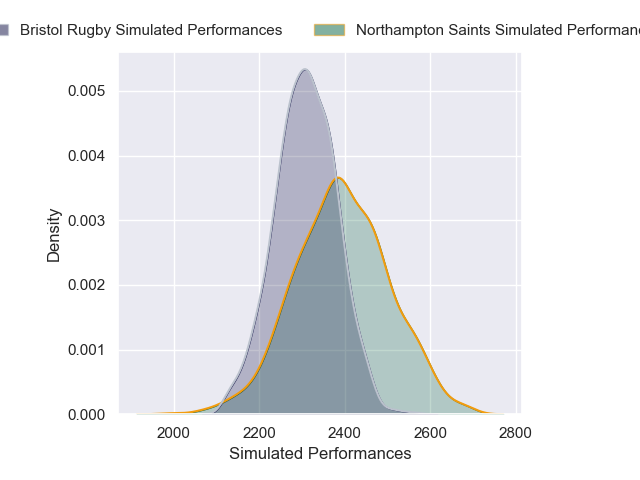 Bristol Rugby Simulated Performances Northampton Saints Simulated
0.005
0.004
0.003
0.002
0.001
0.000
Density
2000 2200 2400 2600 2800
Simulated Performances